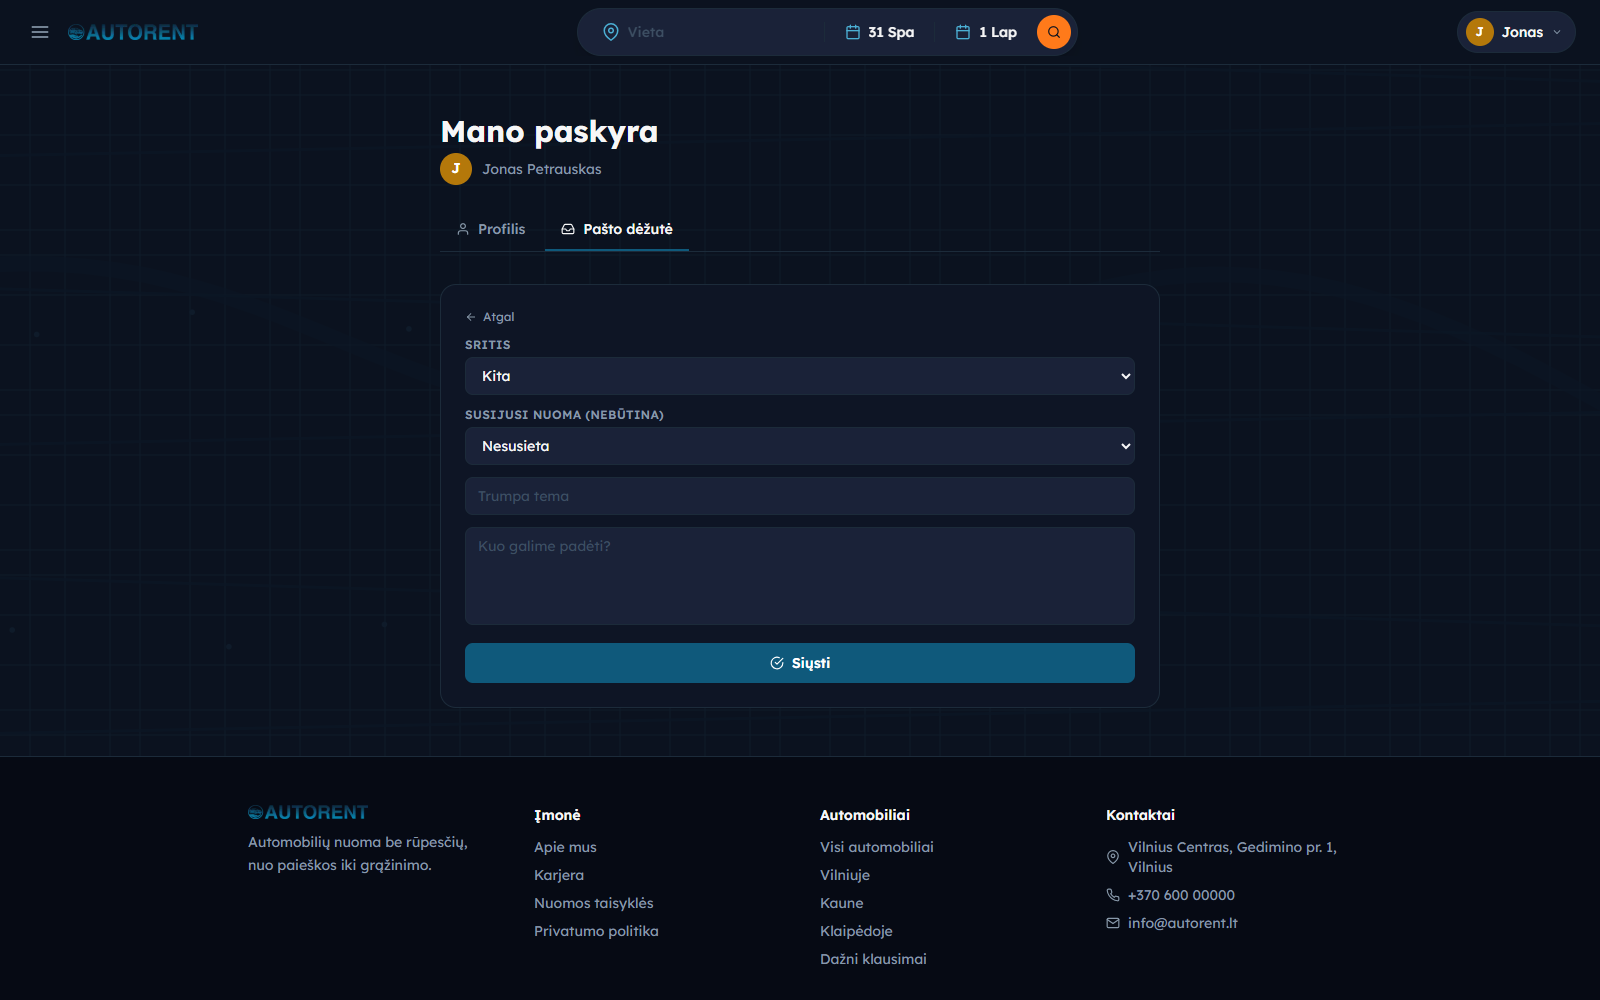 AUTORENT
Vieta
31 Spa
1 Lap
J
Jonas
Mano paskyra
J
Jonas Petrauskas
Profilis
Pašto dėžutė
Atgal
SRITIS
Kita
SUSIJUSI NUOMA (NEBŪTINA)
Nesusieta
Trumpa tema
Kuo galime padėti?
Siųsti
AUTORENT
Automobilių nuoma be rūpesčių,
nuo paieškos iki grąžinimo.
Įmonė
Apie mus
Karjera
Nuomos taisyklės
Privatumo politika
Automobiliai
Visi automobiliai
Vilniuje
Kaune
Klaipėdoje
Dažni klausimai
Kontaktai
Vilnius Centras, Gedimino pr. 1,
Vilnius
+370 600 00000
info@autorent.lt